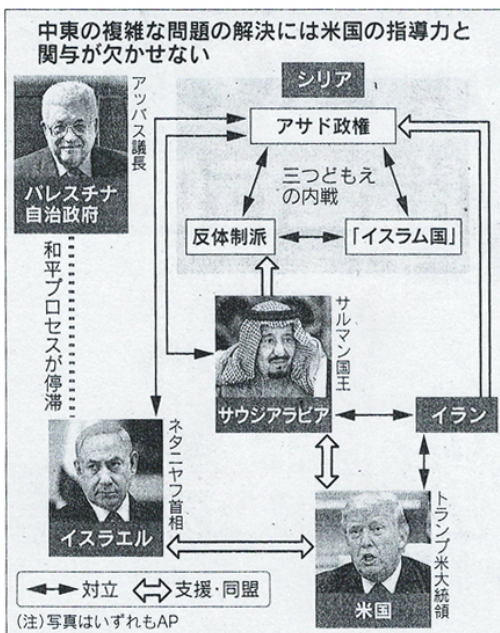 中東の複雑な問題の解決には米国の指導力と
関与が欠かせない
アッバス議長
パレスチナ
自治政府
シリア
アサド政権
三つどもえ
の内戦
反体制派
「イスラム国」
和平プロセスが停滞
サルマン国王
サウジアラビア
イラン
ネタニヤフ首相
イスラエル
トランプ米大統領
米国
対立
支援・同盟
(注)写真はいずれもAP